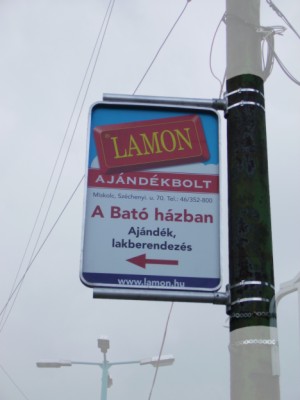 LAMON
AJÁNDÉKBOLT
Miskolc, Széchenyi. u. 70. Tel.: 46/352-800
A Bató házban
Ajándék,
lakberendezés
www.lamon.hu